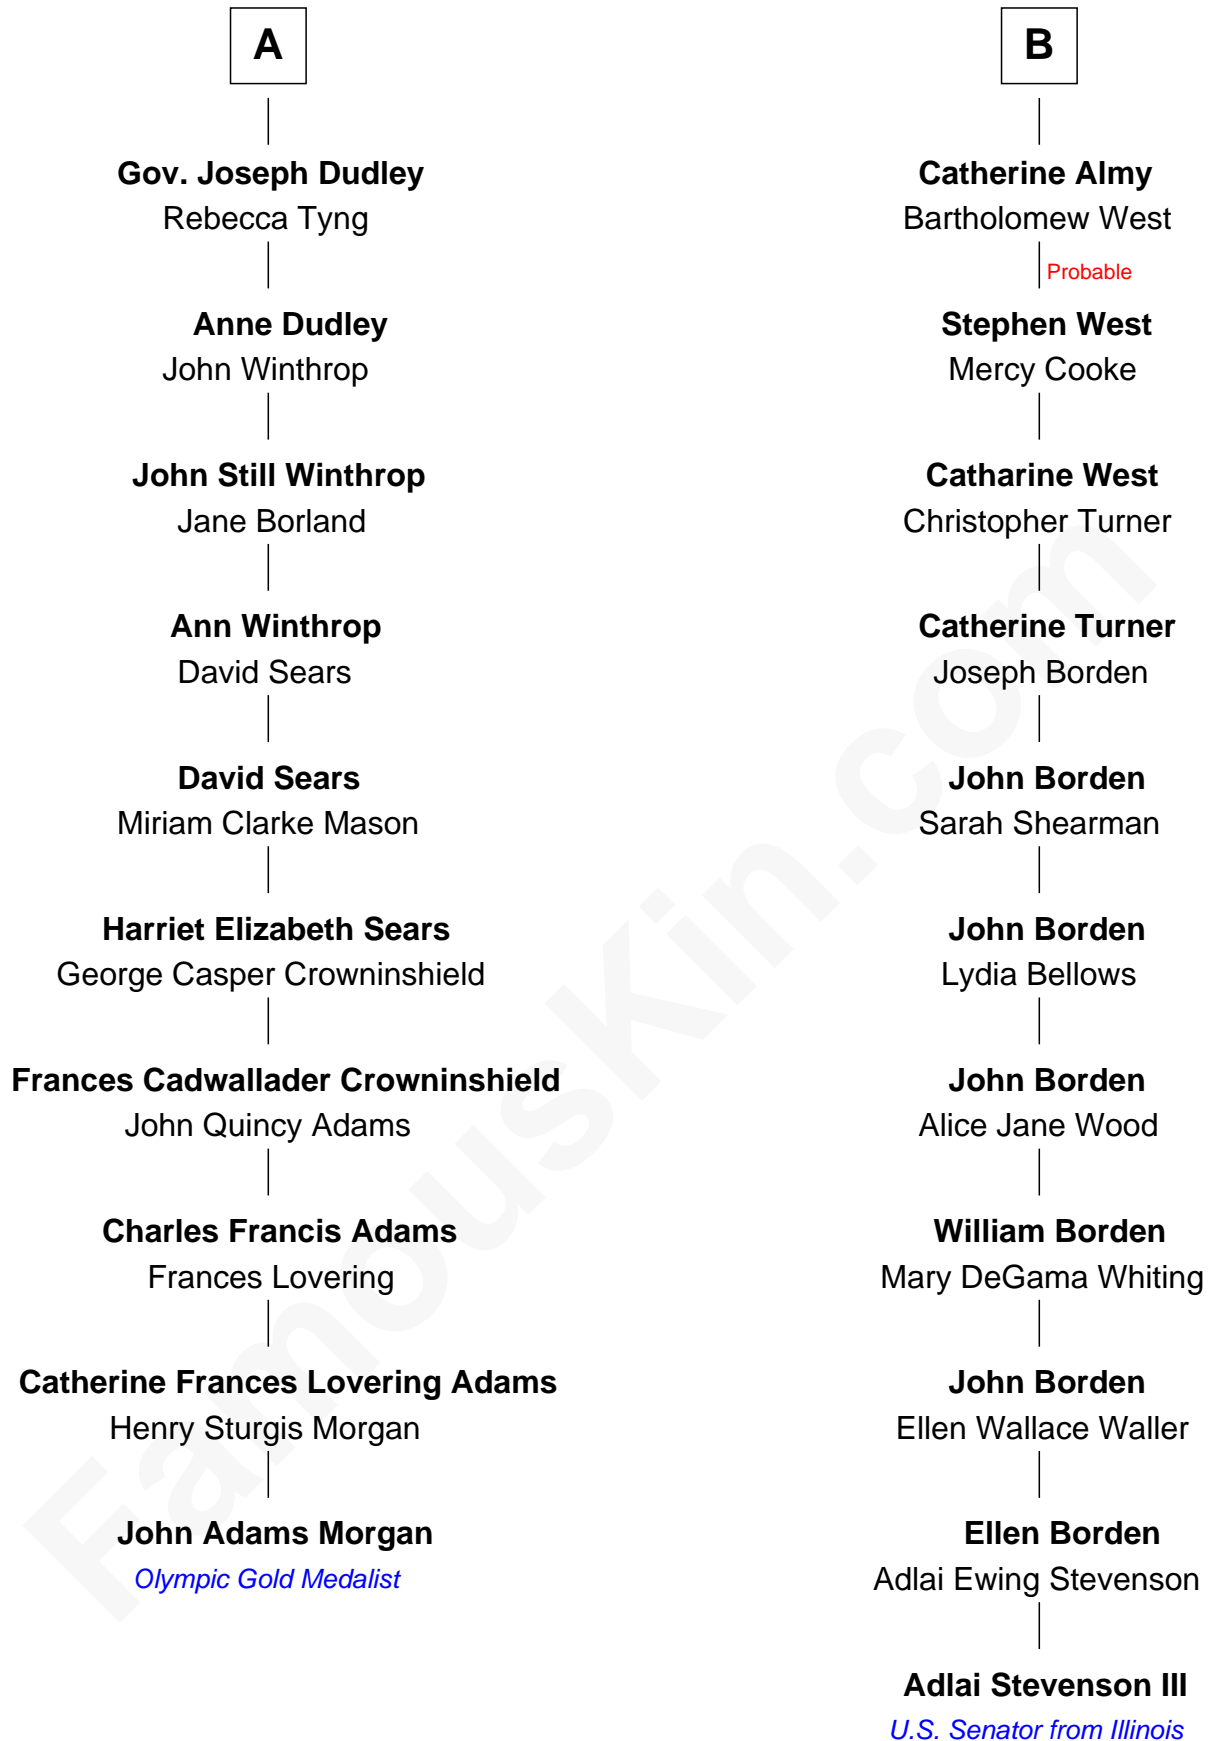 A
Gov. Joseph Dudley
Rebecca Tyng
Anne Dudley
John Winthrop
John Still Winthrop
Jane Borland
Ann Winthrop
David Sears
David Sears
Miriam Clarke Mason
Harriet Elizabeth Sears
George Casper Crowninshield
Frances Cadwallader Crowninshield
John Quincy Adams
Charles Francis Adams
Frances Lovering
Catherine Frances Lovering Adams
Henry Sturgis Morgan
John Adams Morgan
Olympic Gold Medalist
B
Catherine Almy
Bartholomew West
Probable
Stephen West
Mercy Cooke
Catharine West
Christopher Turner
Catherine Turner
Joseph Borden
John Borden
Sarah Shearman
John Borden
Lydia Bellows
John Borden
Alice Jane Wood
William Borden
Mary DeGama Whiting
John Borden
Ellen Wallace Waller
Ellen Borden
Adlai Ewing Stevenson
Adlai Stevenson III
U.S. Senator from Illinois
FamousKin.com